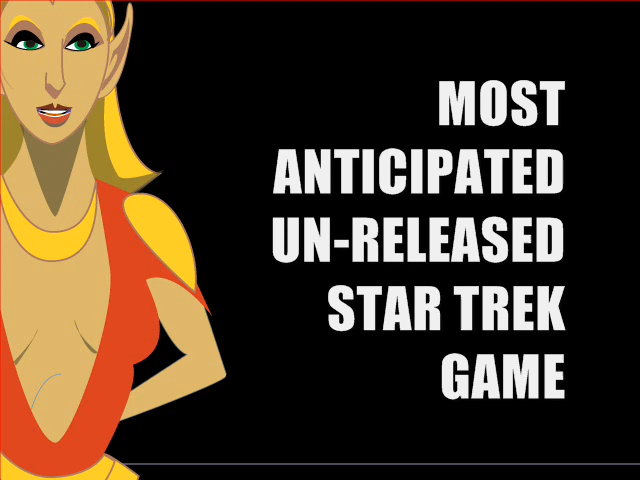 MOST
ANTICIPATED
UN-RELEASED
STAR TREK
GAME